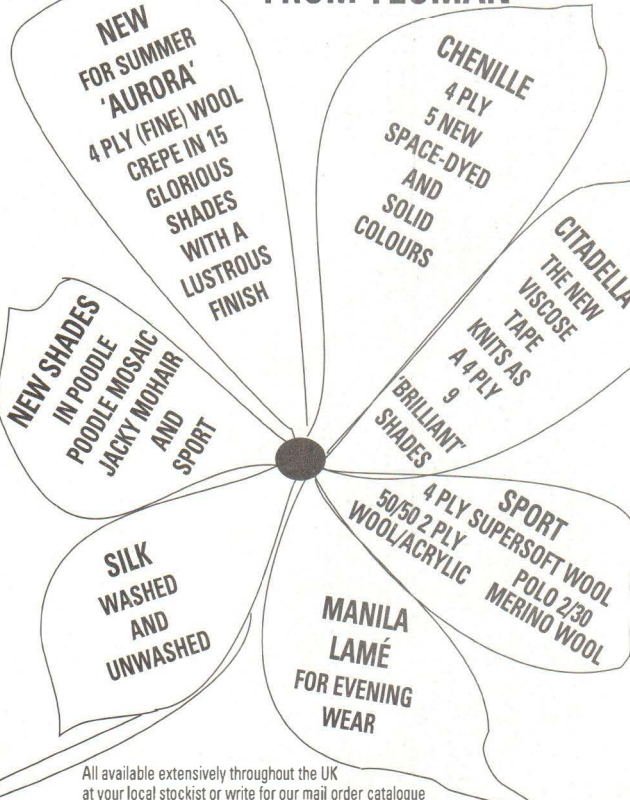 FROM YEOMAN
NEW
FOR SUMMER
'AURORA'
4 PLY (FINE) WOOL
CREPE IN 15
GLORIOUS
SHADES
WITH A
LUSTROUS
FINISH
CHENILLE
4 PLY
5 NEW
SPACE-DYED
AND
SOLID
COLOURS
CITADELLA
THE NEW
VISCOSE
TAPE
KNITS AS
A 4 PLY
9
'BRILLIANT'
SHADES
SPORT
4 PLY SUPERSOFT WOOL
50/50 2 PLY
WOOL/ACRYLIC
POLO 2/30
MERINO WOOL
MANILA
LAMÉ
FOR EVENING
WEAR
SILK
WASHED
AND
UNWASHED
NEW SHADES
IN POODLE
POODLE MOSAIC
JACKY MOHAIR
AND
SPORT
All available extensively throughout the UK
at your local stockist or write for our mail order catalogue